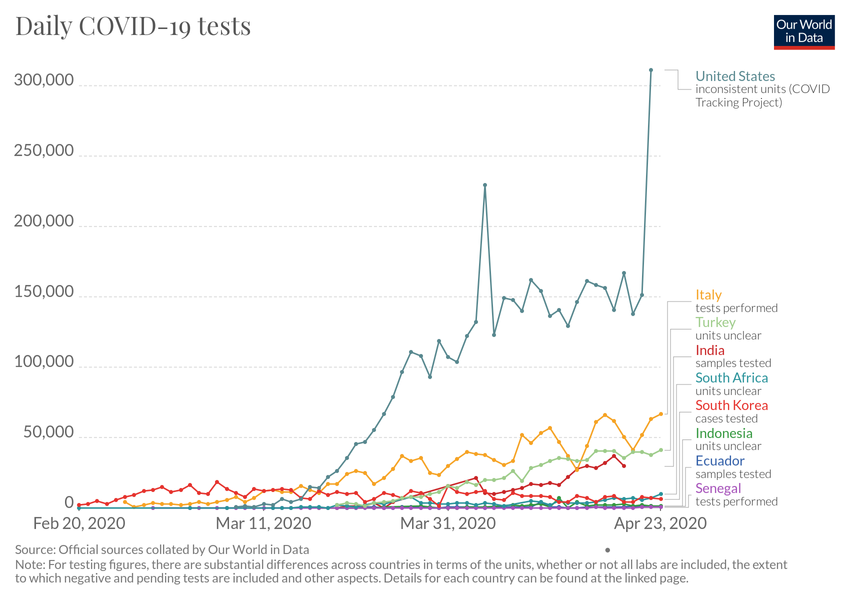 Daily COVID-19 tests
Our World
in Data
300,000
250,000
200,000
150,000
100,000
50,000
0
Feb 20, 2020
Mar 11, 2020
Mar 31, 2020
Apr 23, 2020
United States
inconsistent units (COVID
Tracking Project)
Italy
tests performed
Turkey
units unclear
India
samples tested
South Africa
units unclear
South Korea
cases tested
Indonesia
units unclear
Ecuador
samples tested
Senegal
tests performed
Source: Official sources collated by Our World in Data
Note: For testing figures, there are substantial differences across countries in terms of the units, whether or not all labs are included, the extent
to which negative and pending tests are included and other aspects. Details for each country can be found at the linked page.